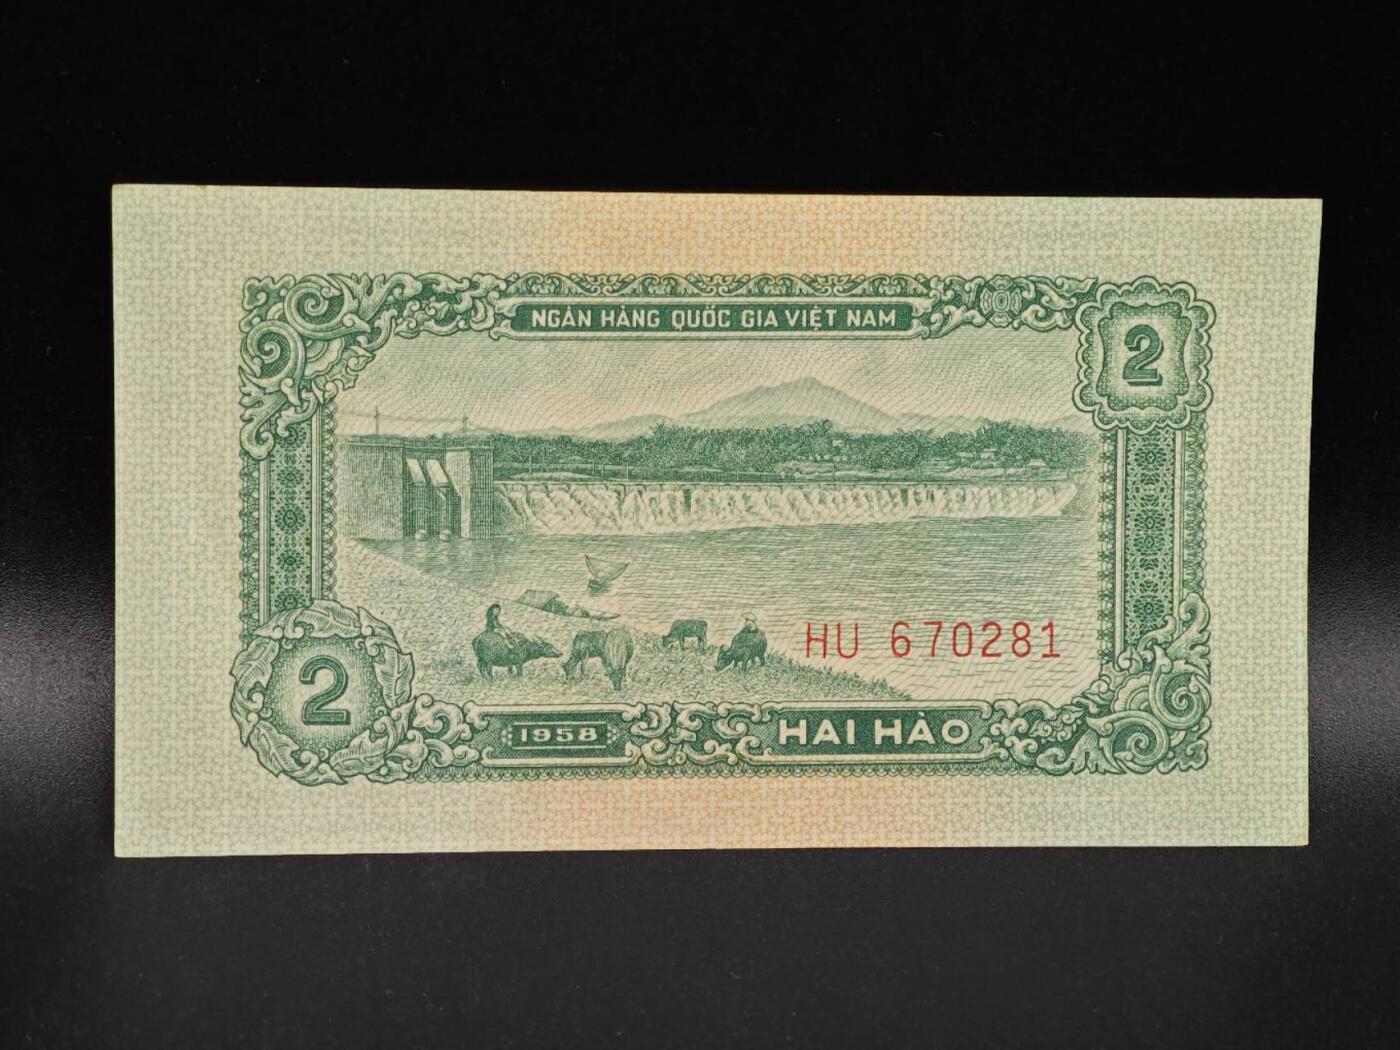 NGÂN HÀNG QUỐC GIA VIỆT NAM
2
HU 670281
2
1958
HAI HÀO